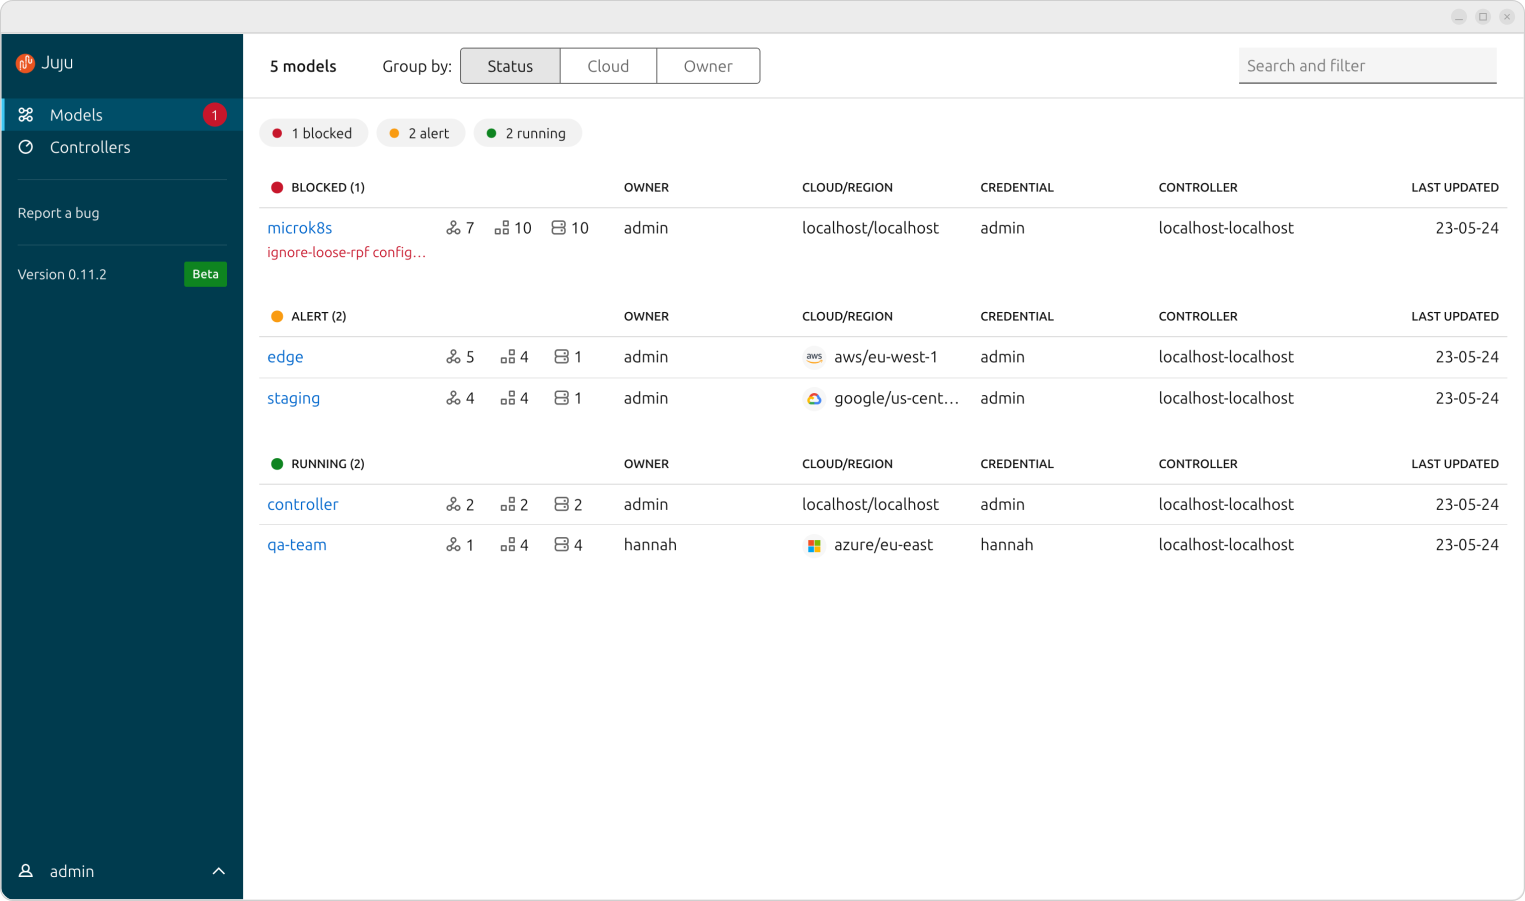 Juju
Models 1
Controllers
Report a bug
Version 0.11.2 Beta
admin
5 models Group by: Status Cloud Owner Search and filter
1 blocked 2 alert 2 running
BLOCKED (1) OWNER CLOUD/REGION CREDENTIAL CONTROLLER LAST UPDATED
microk8s 7 10 10 admin localhost/localhost admin localhost-localhost 23-05-24
ignore-loose-rpf config...
ALERT (2) OWNER CLOUD/REGION CREDENTIAL CONTROLLER LAST UPDATED
edge 5 4 1 admin aws aws/eu-west-1 admin localhost-localhost 23-05-24
staging 4 4 1 admin google/us-cent... admin localhost-localhost 23-05-24
RUNNING (2) OWNER CLOUD/REGION CREDENTIAL CONTROLLER LAST UPDATED
controller 2 2 2 admin localhost/localhost admin localhost-localhost 23-05-24
qa-team 1 4 4 hannah azure/eu-east hannah localhost-localhost 23-05-24